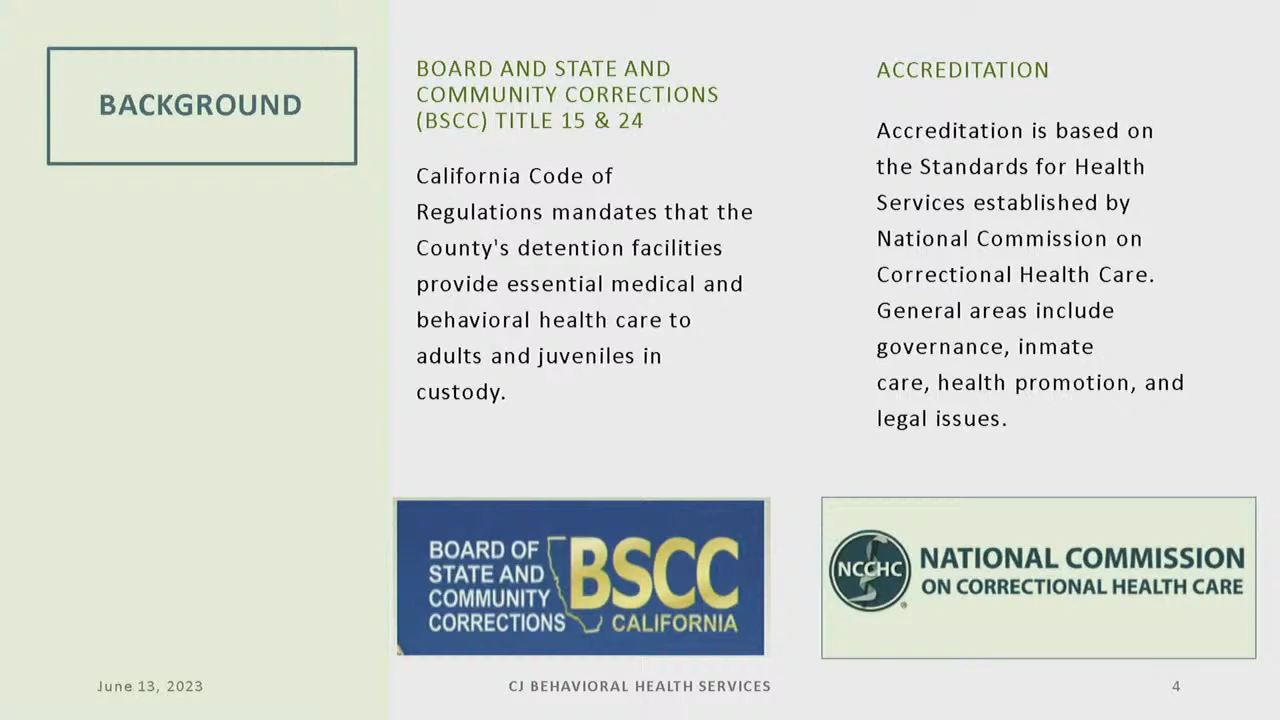 BACKGROUND
BOARD AND STATE AND
COMMUNITY CORRECTIONS
(BSCC) TITLE 15 & 24
California Code of
Regulations mandates that the
County's detention facilities
provide essential medical and
behavioral health care to
adults and juveniles in
custody.
ACCREDITATION
Accreditation is based on
the Standards for Health
Services established by
National Commission on
Correctional Health Care.
General areas include
governance, inmate
care, health promotion, and
legal issues.
BOARD OF
STATE AND
COMMUNITY
CORRECTIONS
BSCC
CALIFORNIA
NCCHC
NATIONAL COMMISSION
ON CORRECTIONAL HEALTH CARE
June 13, 2023
CJ BEHAVIORAL HEALTH SERVICES
4